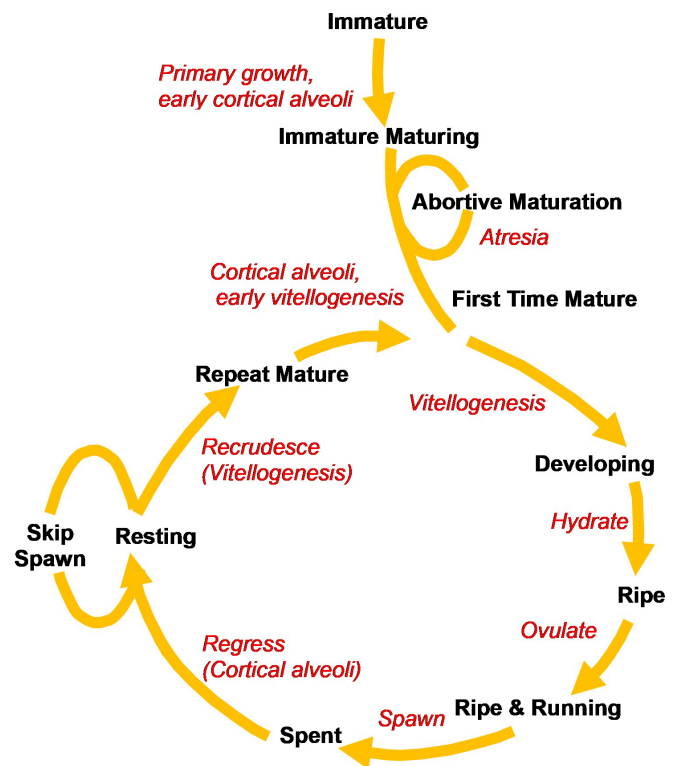 Immature
Primary growth,
early cortical alveoli
Immature Maturing
Abortive Maturation
Atresia
Cortical alveoli,
early vitellogenesis
First Time Mature
Repeat Mature
Vitellogenesis
Recrudesce
(Vitellogenesis)
Developing
Hydrate
Skip
Spawn
Resting
Ripe
Ovulate
Regress
(Cortical alveoli)
Ripe & Running
Spawn
Spent